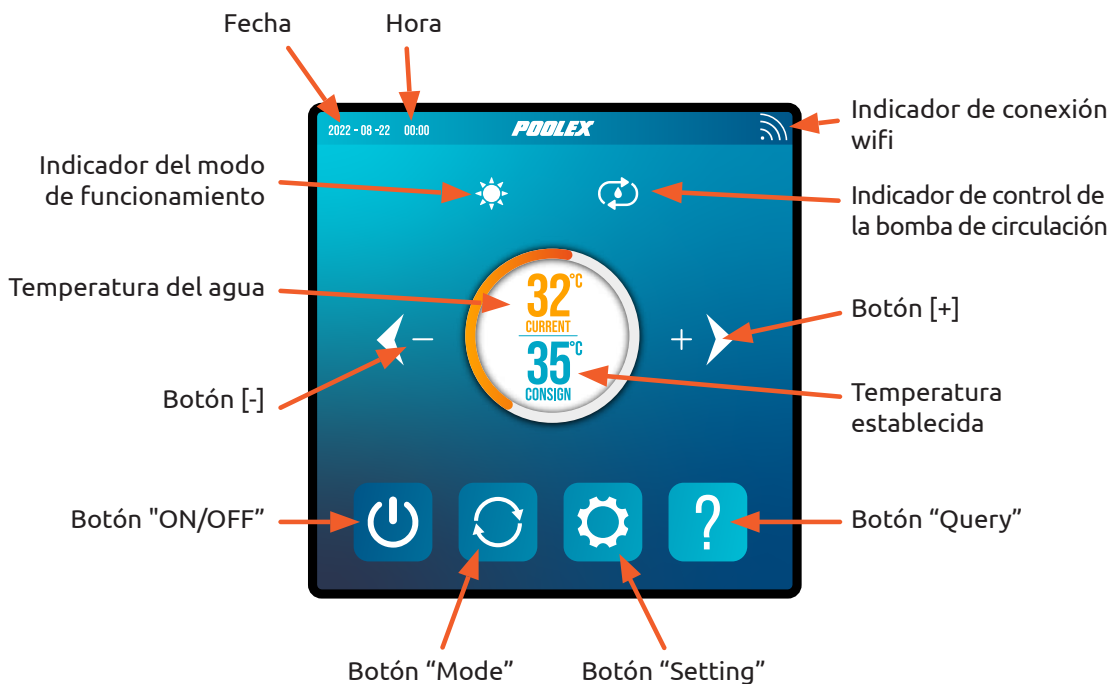 Fecha
Hora
2022 - 08 -22 00:00
POOLEX
Indicador de conexión
wifi
Indicador del modo
de funcionamiento
Indicador de control de
la bomba de circulación
Temperatura del agua
32°C
CURRENT
35°C
CONSIGN
-
+
Botón [+]
Botón [-]
Temperatura
establecida
Botón "ON/OFF”
?
Botón “Query”
Botón “Mode”
Botón “Setting”